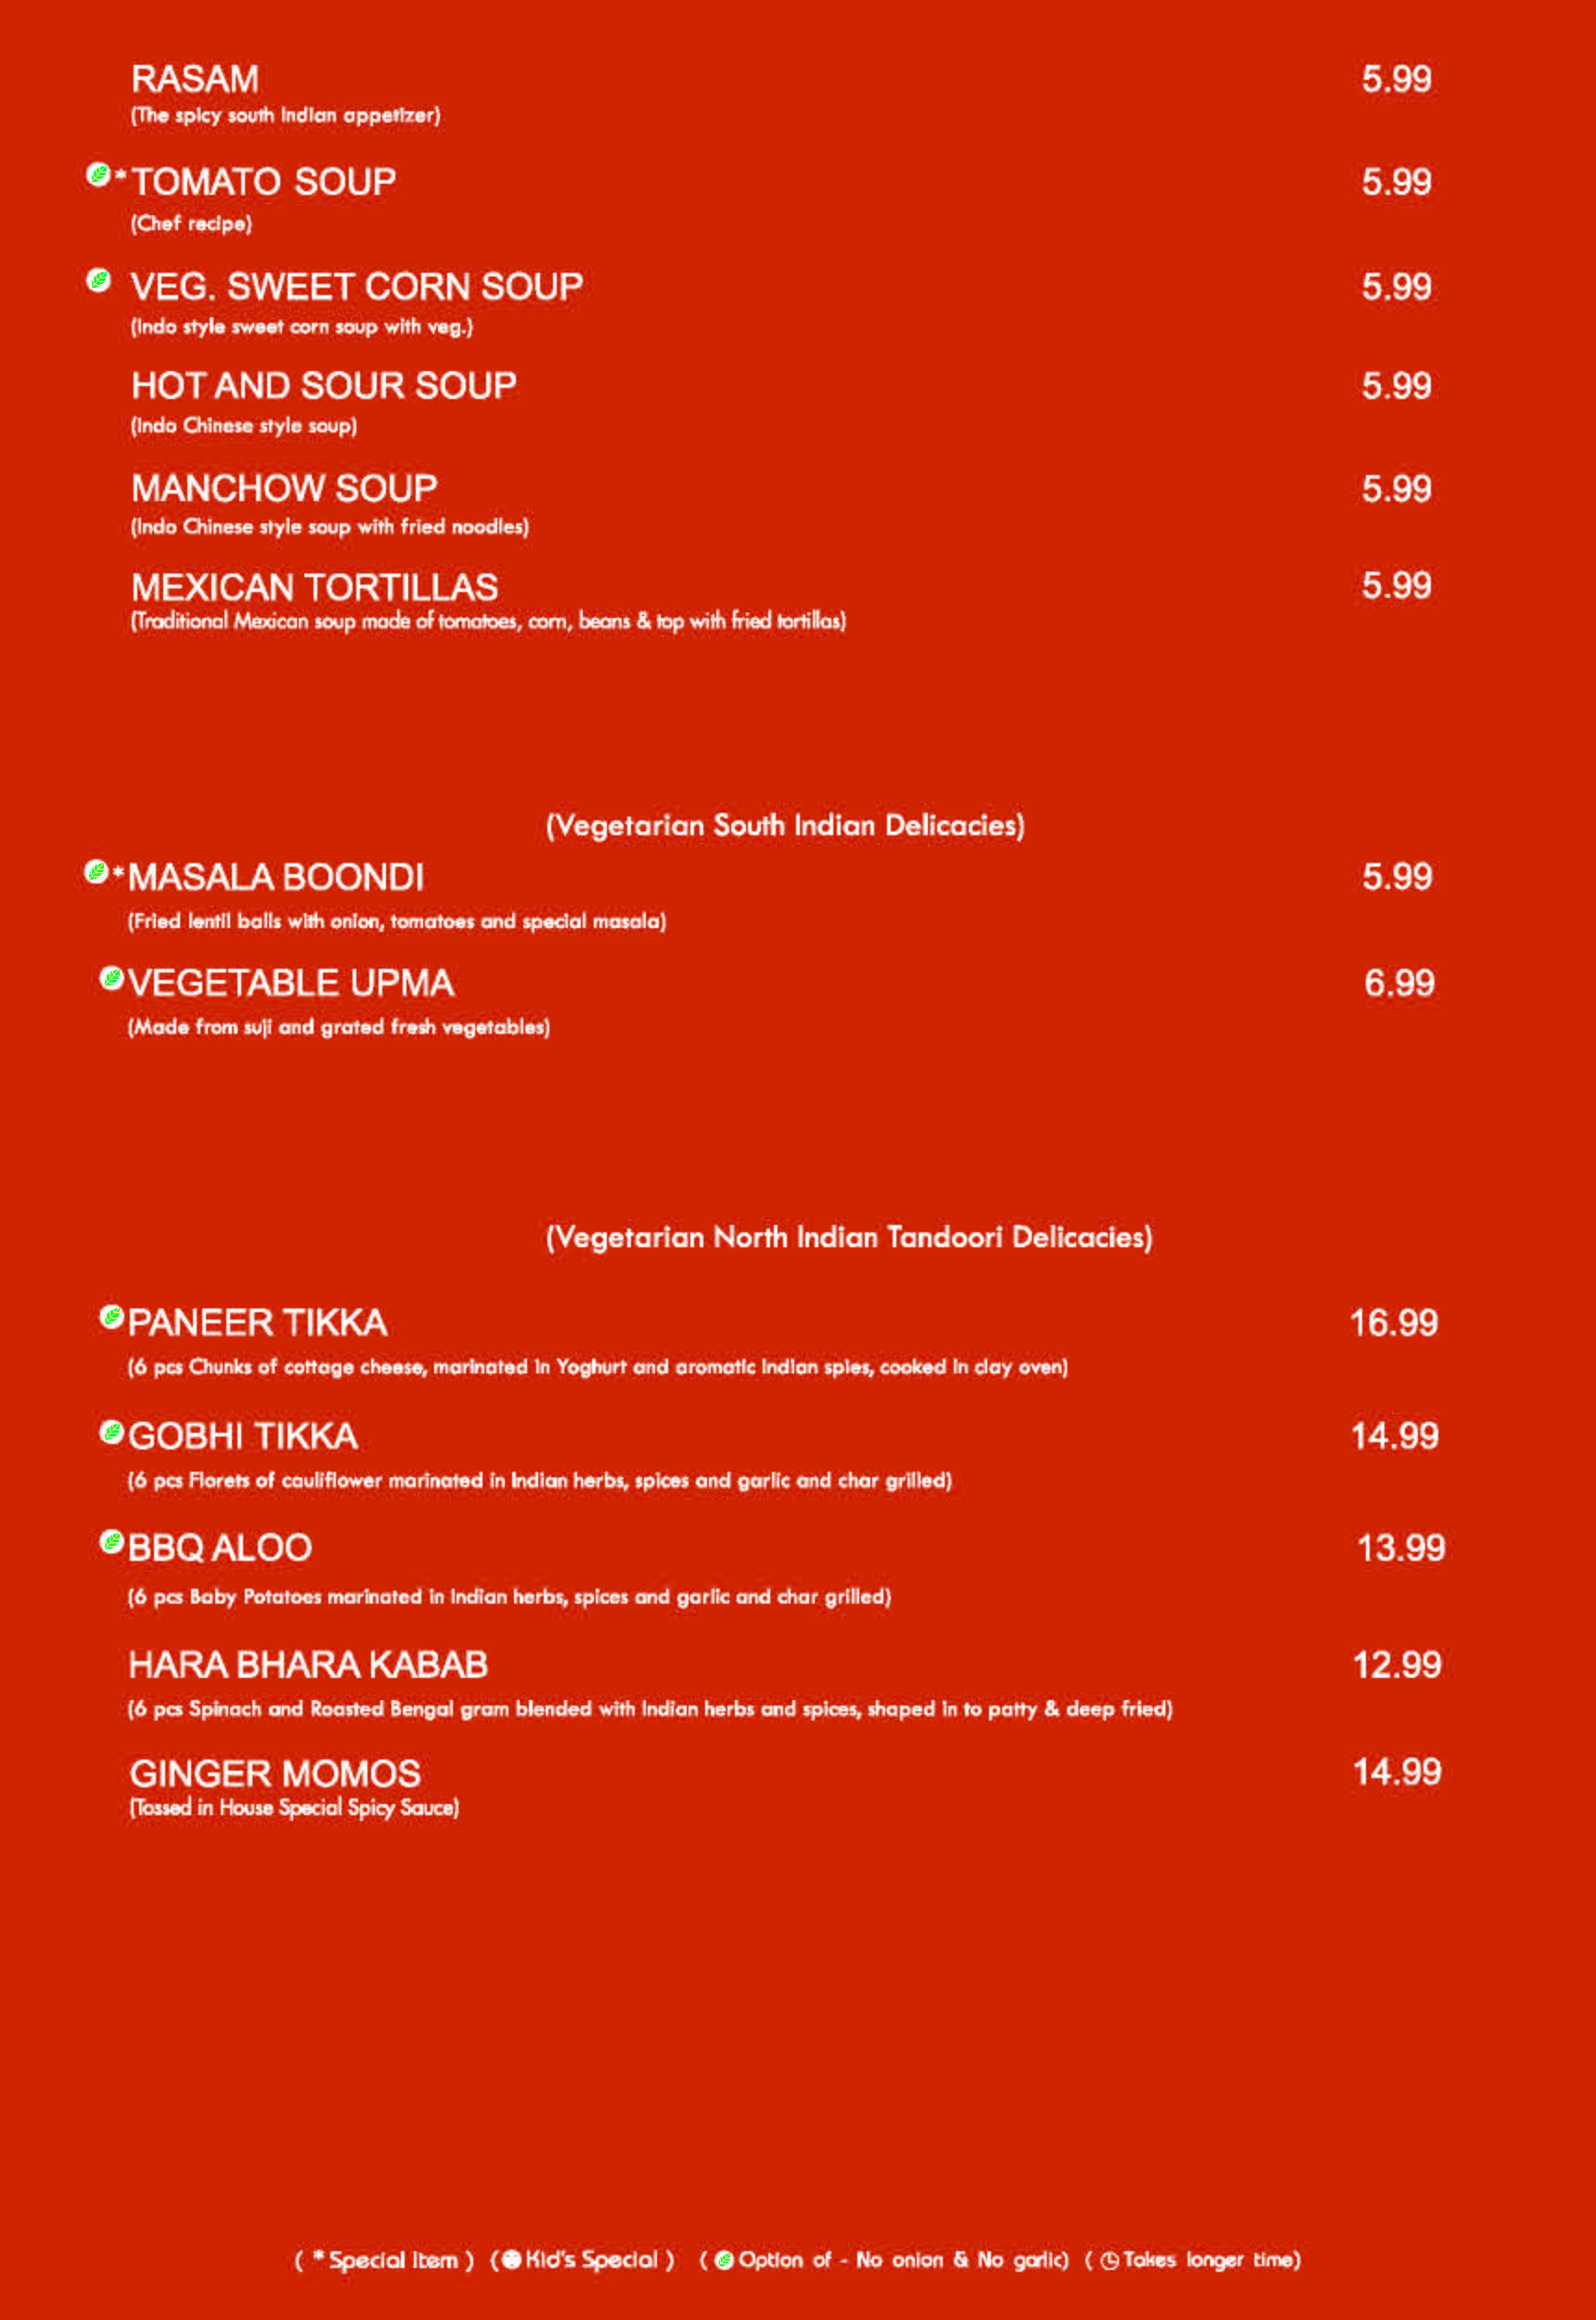 RASAM 5.99
(The spicy south Indian appetizer)
*TOMATO SOUP 5.99
(Chef recipe)
VEG. SWEET CORN SOUP 5.99
(Indo style sweet corn soup with veg.)
HOT AND SOUR SOUP 5.99
(Indo Chinese style soup)
MANCHOW SOUP 5.99
(Indo Chinese style soup with fried noodles)
MEXICAN TORTILLAS 5.99
(Traditional Mexican soup made of tomatoes, corn, beans & top with fried tortillas)
(Vegetarian South Indian Delicacies)
*MASALA BOONDI 5.99
(Fried lentil balls with onion, tomatoes and special masala)
VEGETABLE UPMA 6.99
(Made from suji and grated fresh vegetables)
(Vegetarian North Indian Tandoori Delicacies)
PANEER TIKKA 16.99
(6 pcs Chunks of cottage cheese, marinated in Yoghurt and aromatic Indian spies, cooked in clay oven)
GOBHI TIKKA 14.99
(6 pcs Florets of cauliflower marinated in Indian herbs, spices and garlic and char grilled)
BBQ ALOO 13.99
(6 pcs Baby Potatoes marinated in Indian herbs, spices and garlic and char grilled)
HARA BHARA KABAB 12.99
(6 pcs Spinach and Roasted Bengal gram blended with Indian herbs and spices, shaped in to patty & deep fried)
GINGER MOMOS 14.99
(Tossed in House Special Spicy Sauce)
( * Special Item ) ( Kid's Special ) ( Option of - No onion & No garlic) ( Takes longer time)